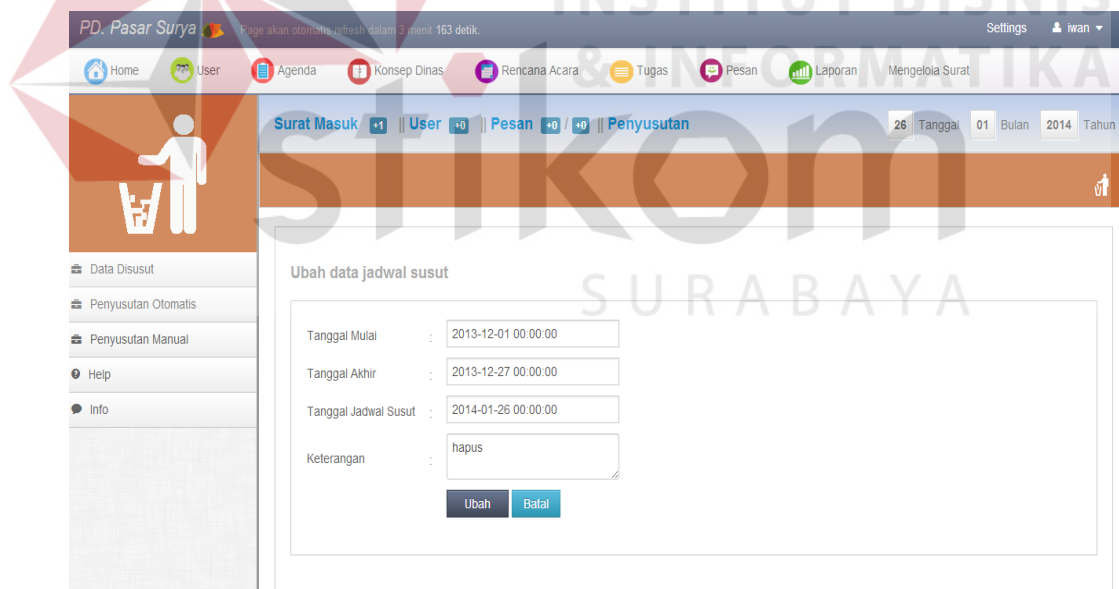 INSTITUT BISNIS
& INFORMATIKA
stikom
SURABAYA
PD. Pasar Surya
Page akan otomatis refresh dalam 3 menit 163 detik.
Settings iwan
Home User Agenda Konsep Dinas Rencana Acara Tugas Pesan Laporan Mengelola Surat
Surat Masuk +1 || User +0 || Pesan +0 / +0 || Penyusutan
26 Tanggal 01 Bulan 2014 Tahun
Data Disusut
Penyusutan Otomatis
Penyusutan Manual
Help
Info
Ubah data jadwal susut
Tanggal Mulai : 2013-12-01 00:00:00
Tanggal Akhir : 2013-12-27 00:00:00
Tanggal Jadwal Susut : 2014-01-26 00:00:00
Keterangan : hapus
Ubah Batal